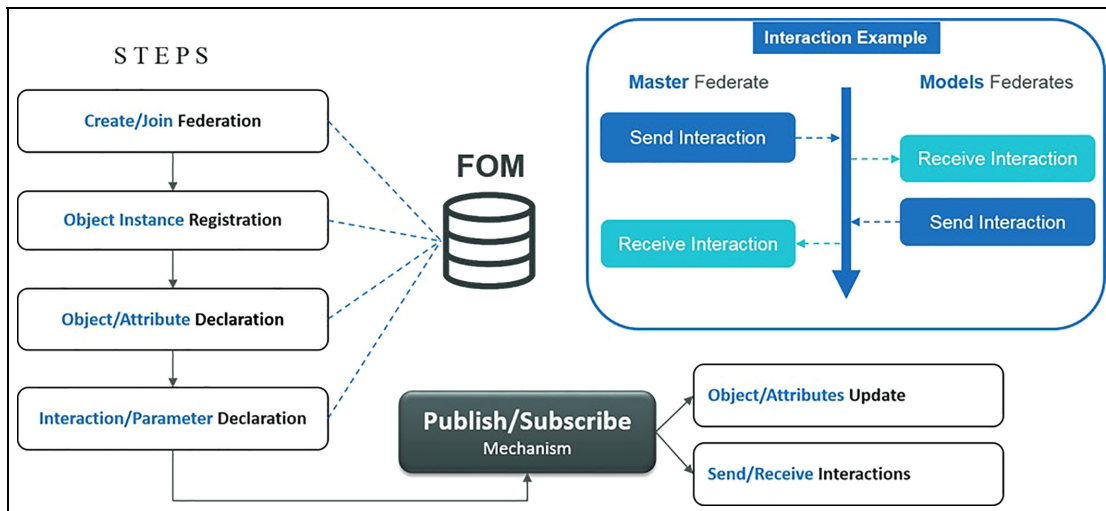 STEPS
Create/Join Federation
Object Instance Registration
Object/Attribute Declaration
Interaction/Parameter Declaration
FOM
Publish/Subscribe
Mechanism
Object/Attributes Update
Send/Receive Interactions
Interaction Example
Master Federate
Models Federates
Send Interaction
Receive Interaction
Send Interaction
Receive Interaction